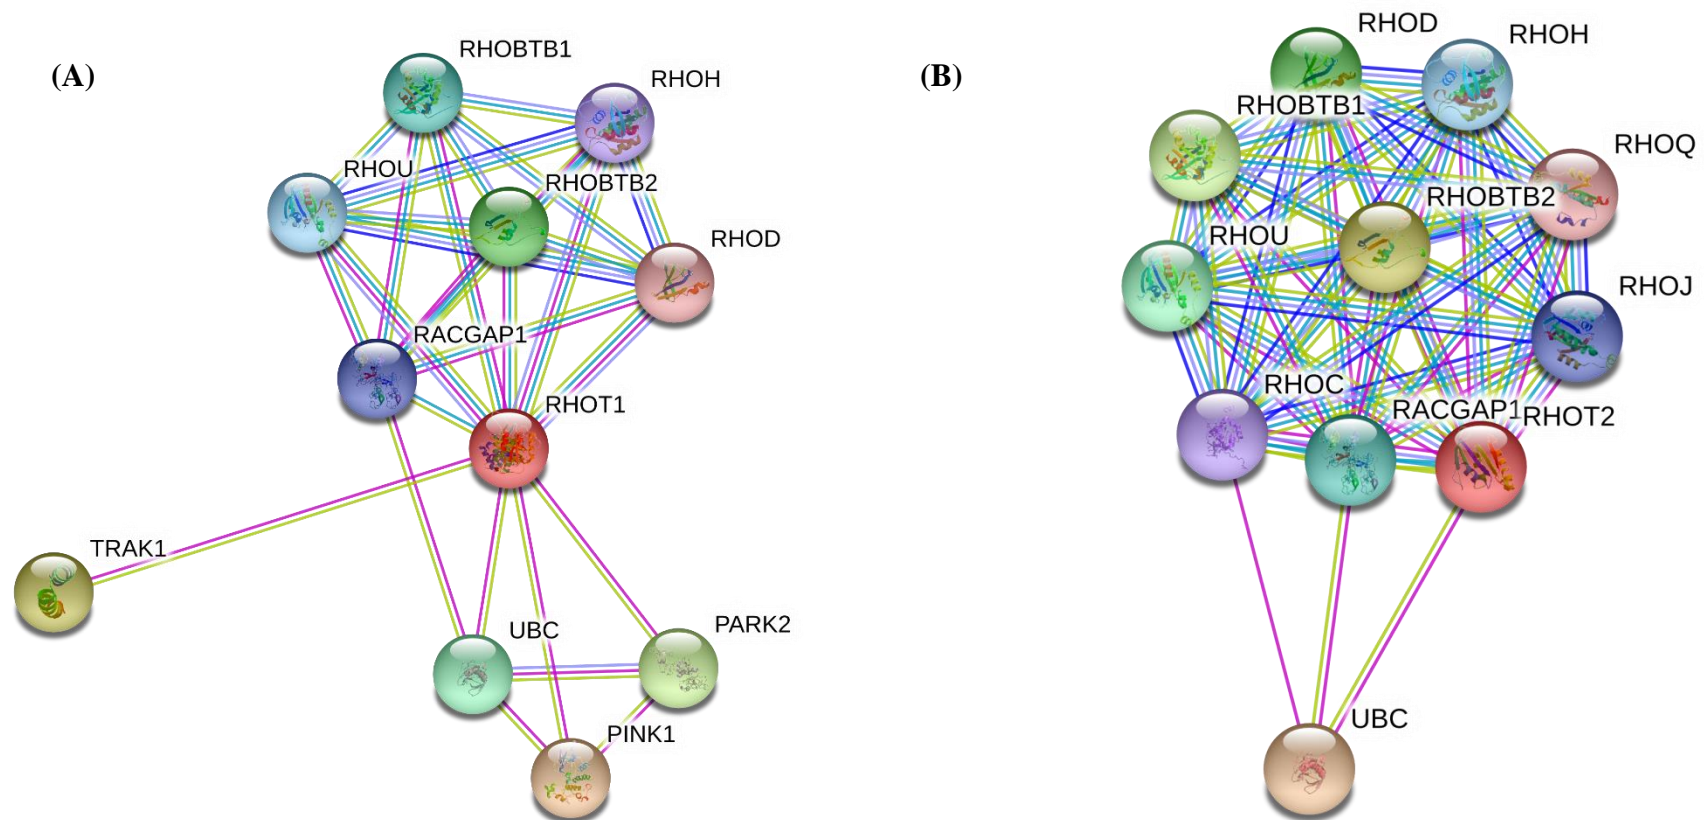 (A)
RHOBTB1
RHOH
RHOU
RHOBTB2
RHOD
RACGAP1
RHOT1
TRAK1
UBC
PARK2
PINK1
(B)
RHOD
RHOH
RHOBTB1
RHOQ
RHOBTB2
RHOU
RHOJ
RHOC
RACGAP1
RHOT2
UBC